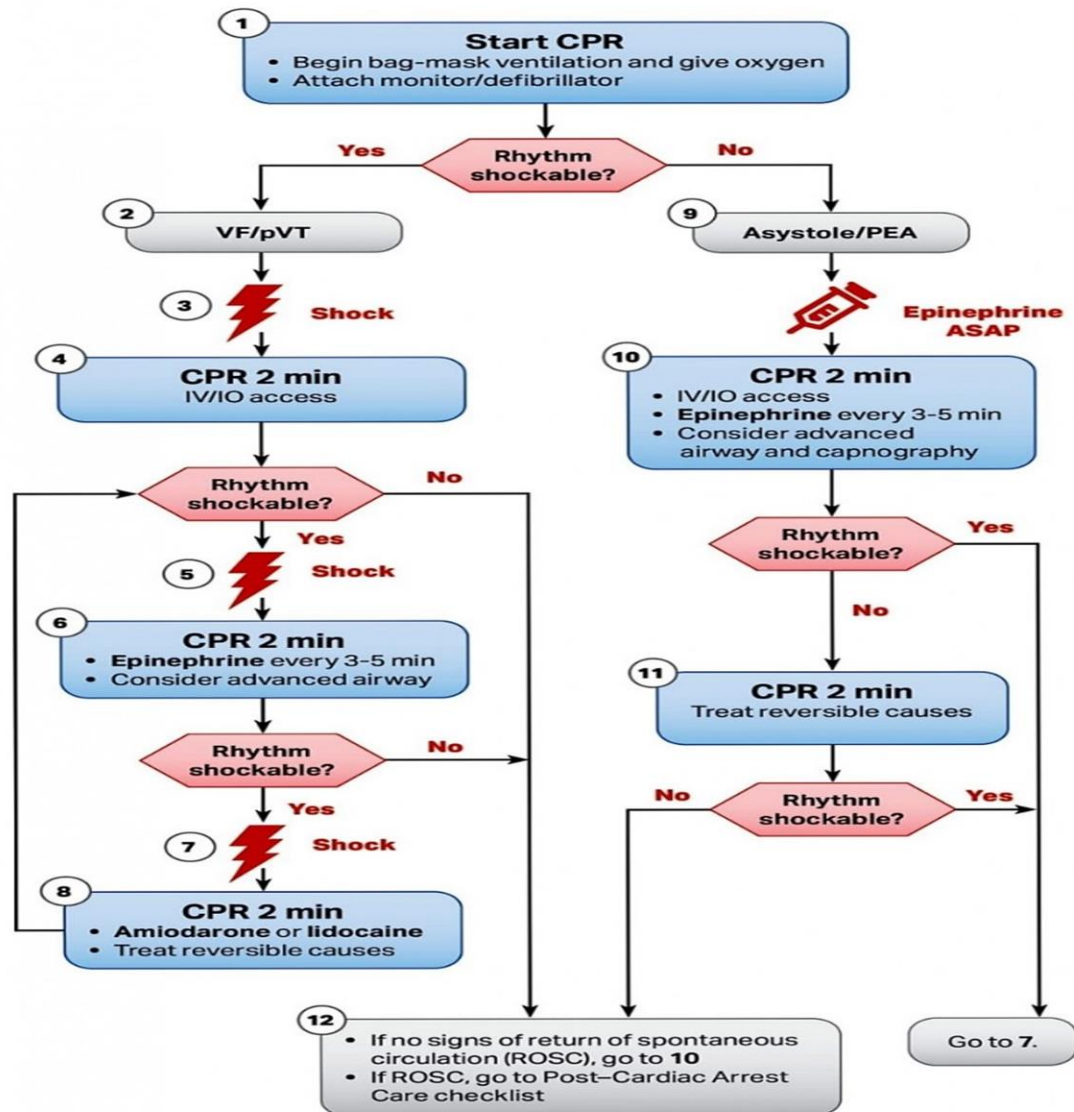 1
Start CPR
• Begin bag-mask ventilation and give oxygen
• Attach monitor/defibrillator
Yes
Rhythm
shockable?
No
2
VF/pVT
9
Asystole/PEA
3
Shock
Epinephrine
ASAP
4
CPR 2 min
IV/IO access
10
CPR 2 min
• IV/IO access
• Epinephrine every 3-5 min
• Consider advanced
airway and capnography
Rhythm
shockable?
No
Yes
5
Shock
Rhythm
shockable?
Yes
No
6
CPR 2 min
• Epinephrine every 3-5 min
• Consider advanced airway
11
CPR 2 min
Treat reversible causes
Rhythm
shockable?
No
Yes
7
Shock
No
Rhythm
shockable?
Yes
8
CPR 2 min
• Amiodarone or lidocaine
• Treat reversible causes
12
• If no signs of return of spontaneous
circulation (ROSC), go to 10
• If ROSC, go to Post–Cardiac Arrest
Care checklist
Go to 7.